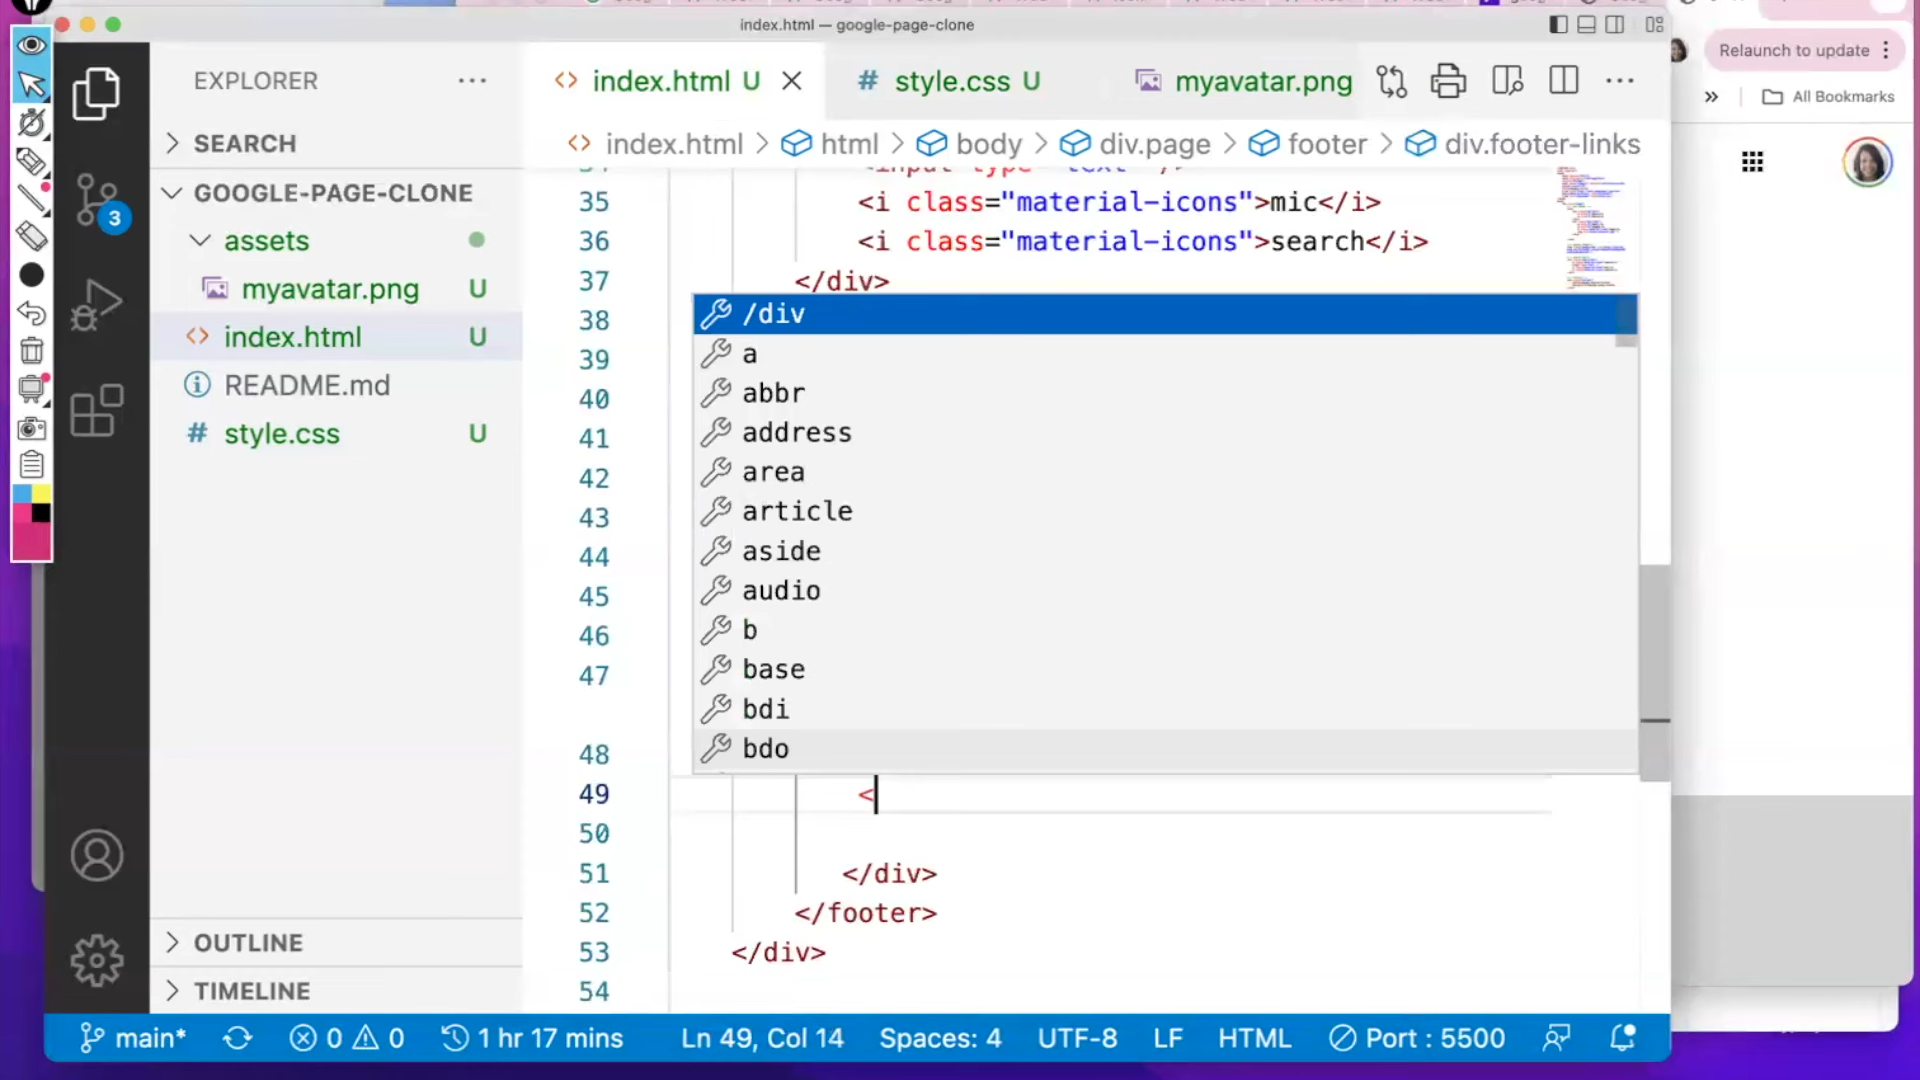 index.html — google-page-clone
Relaunch to update
All Bookmarks
EXPLORER
SEARCH
GOOGLE-PAGE-CLONE
assets
myavatar.png U
index.html U
README.md
style.css U
OUTLINE
TIMELINE
3
index.html U
# style.css U
myavatar.png
index.html > html > body > div.page > footer > div.footer-links
35 <i class="material-icons">mic</i>
36 <i class="material-icons">search</i>
37 </div>
38
39
40
41
42
43
44
45
46
47
48
/div
a
abbr
address
area
article
aside
audio
b
base
bdi
bdo
49 <
50
51 </div>
52 </footer>
53 </div>
54
main* 0 0 1 hr 17 mins Ln 49, Col 14 Spaces: 4 UTF-8 LF HTML Port : 5500